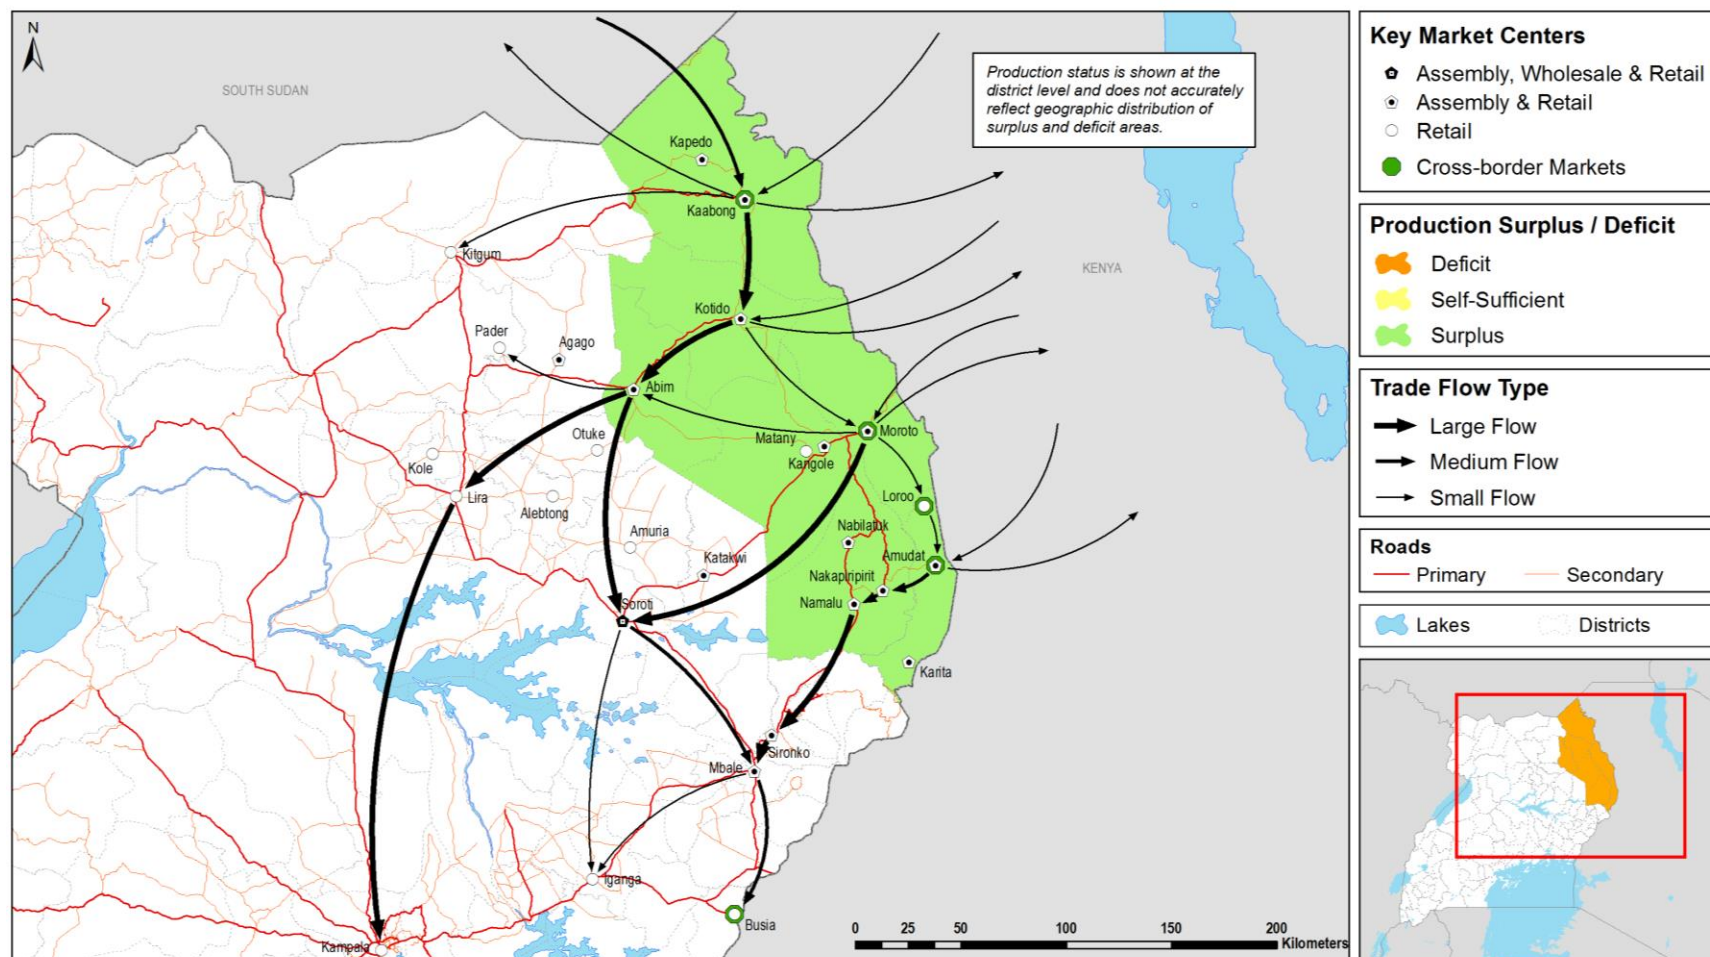 N
SOUTH SUDAN
Production status is shown at the
district level and does not accurately
reflect geographic distribution of
surplus and deficit areas.
Kapedo
Kaabong
Kitgum
KENYA
Kotido
Pader
Agago
Abim
Otuke
Matany
Moroto
Kangole
Kole
Lira
Alebtong
Loroo
Amuria
Nabilatuk
Katakwi
Amudat
Nakapiripirit
Namalu
Soroti
Karita
Sironko
Mbale
Iganga
Busia
Kampala
0 25 50 100 150 200
Kilometers
Key Market Centers
Assembly, Wholesale & Retail
Assembly & Retail
Retail
Cross-border Markets
Production Surplus / Deficit
Deficit
Self-Sufficient
Surplus
Trade Flow Type
Large Flow
Medium Flow
Small Flow
Roads
Primary Secondary
Lakes Districts